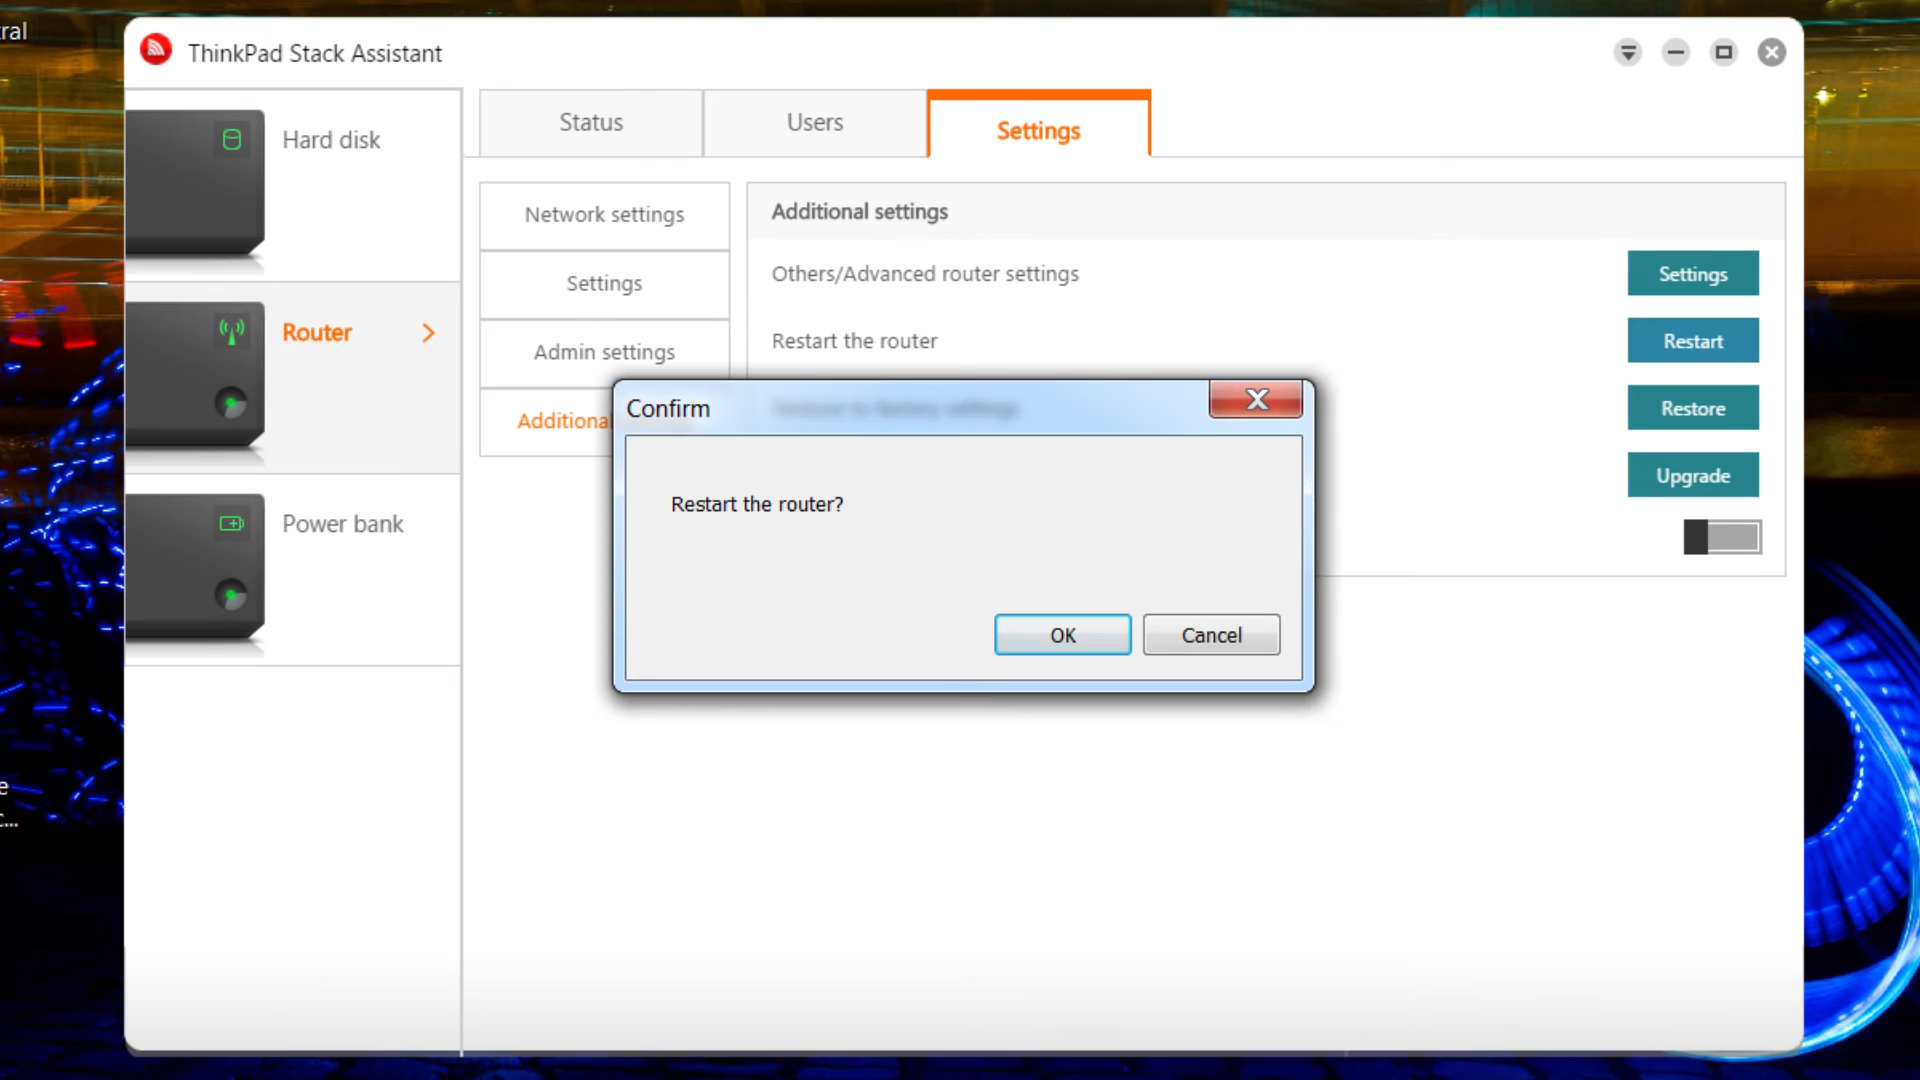 ral
ThinkPad Stack Assistant
Hard disk
Router
Power bank
Status
Users
Settings
Network settings
Settings
Admin settings
Additional
Additional settings
Others/Advanced router settings
Settings
Restart the router
Restart
Restore
Upgrade
Confirm
Restart the router?
OK
Cancel
e
c...